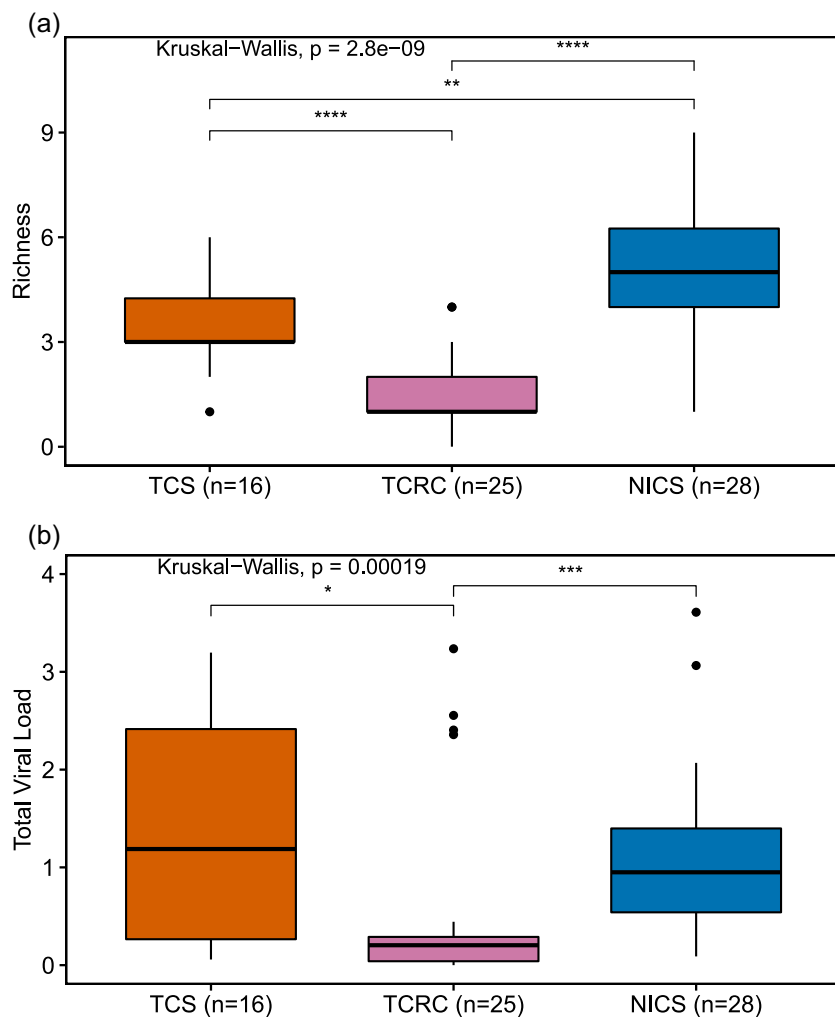 (a)
Kruskal−Wallis, p = 2.8e−09
****
**
****
9
6
3
0
Richness
TCS (n=16) TCRC (n=25) NICS (n=28)
(b)
Kruskal−Wallis, p = 0.00019
***
*
4
3
2
1
0
Total Viral Load
TCS (n=16) TCRC (n=25) NICS (n=28)